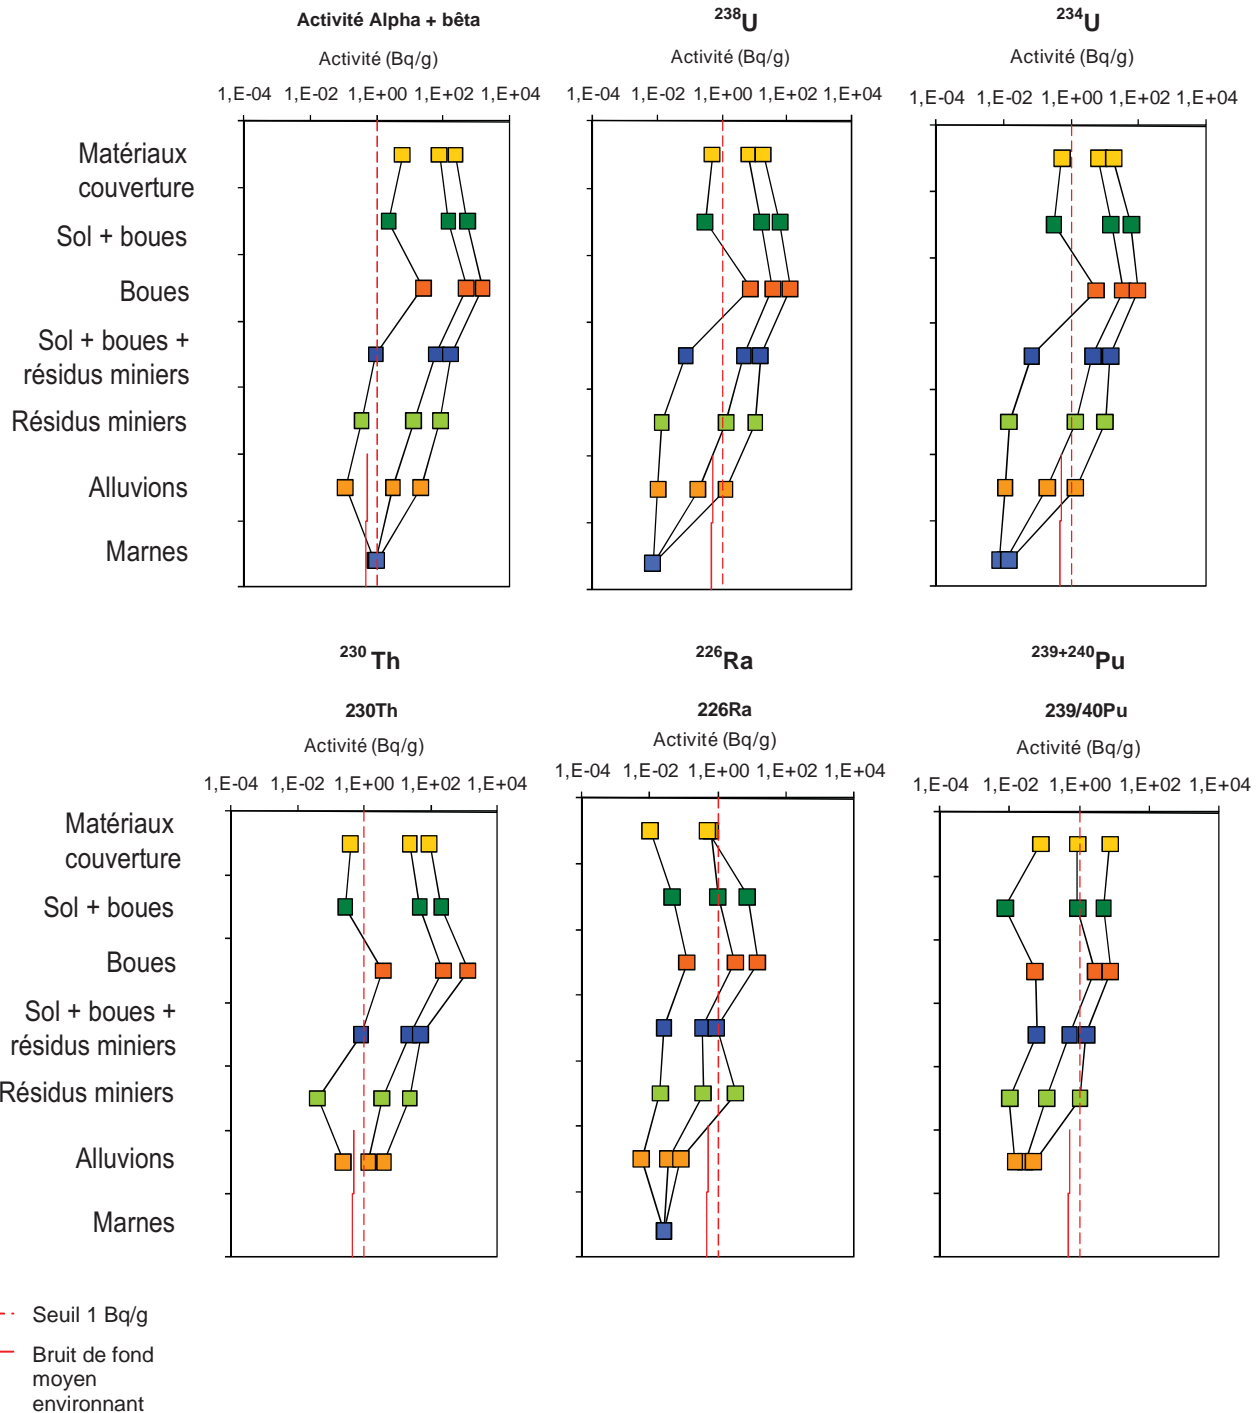 Activité Alpha + bêta
238U
234U
Activité (Bq/g)
Activité (Bq/g)
Activité (Bq/g)
1,E-04 1,E-02 1,E+00 1,E+02 1,E+04
1,E-04 1,E-02 1,E+00 1,E+02 1,E+04
1,E-04 1,E-02 1,E+00 1,E+02 1,E+04
Matériaux
couverture
Sol + boues
Boues
Sol + boues +
résidus miniers
Résidus miniers
Alluvions
Marnes
230 Th
226Ra
239+240Pu
230Th
226Ra
239/40Pu
Activité (Bq/g)
Activité (Bq/g)
Activité (Bq/g)
1,E-04 1,E-02 1,E+00 1,E+02 1,E+04
1,E-04 1,E-02 1,E+00 1,E+02 1,E+04
1,E-04 1,E-02 1,E+00 1,E+02 1,E+04
Matériaux
couverture
Sol + boues
Boues
Sol + boues +
résidus miniers
Résidus miniers
Alluvions
Marnes
Seuil 1 Bq/g
Bruit de fond
moyen
environnant